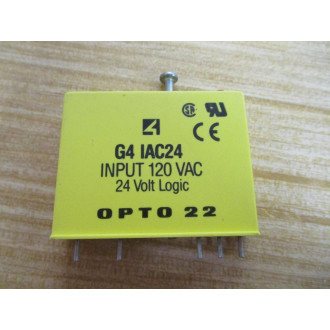 G4 IAC24
INPUT 120 VAC
24 Volt Logic
OPTO 22